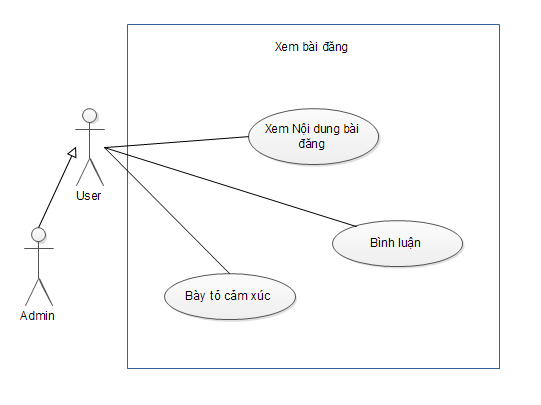 Xem bài đăng
Xem Nội dung bài
đăng
User
Bình luận
Admin
Bày tỏ cảm xúc